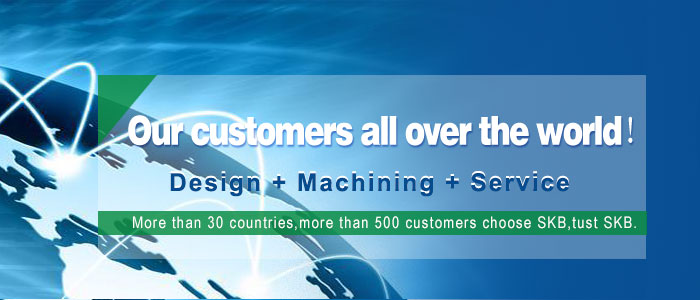 Our customers all over the world!
Design + Machining + Service
More than 30 countries,more than 500 customers choose SKB,tust SKB.